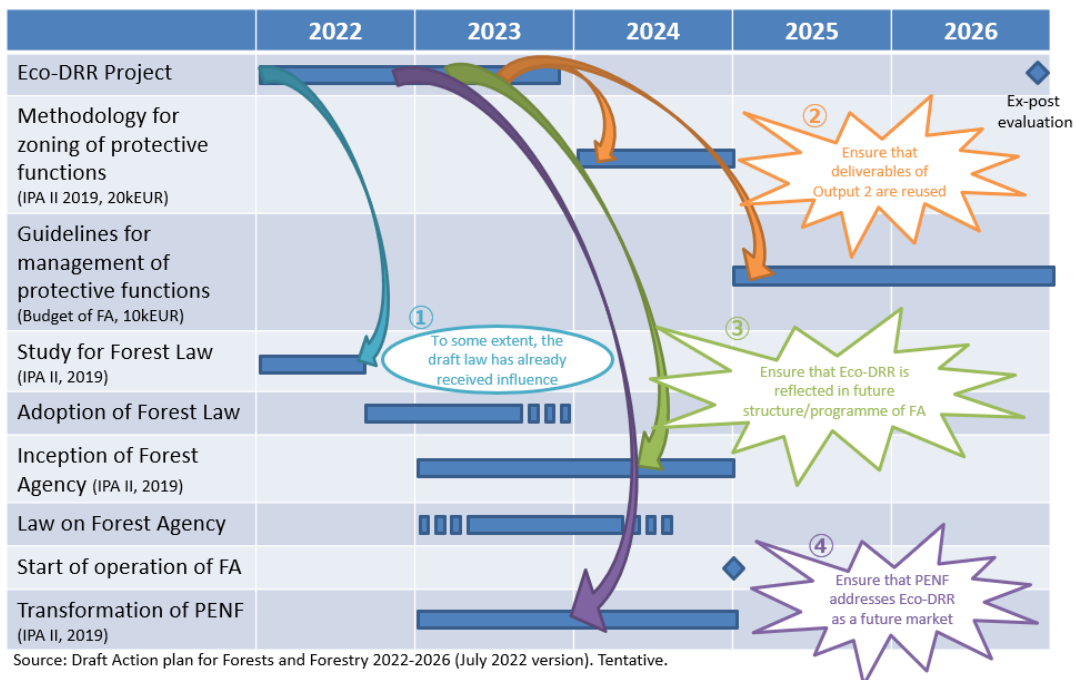 2022 2023 2024 2025 2026
Eco-DRR Project
Ex-post
evaluation
Methodology for
zoning of protective
functions
(IPA II 2019, 20kEUR)
②
Ensure that
deliverables of
Output 2 are reused
Guidelines for
management of
protective functions
(Budget of FA, 10kEUR)
①
To some extent, the
draft law has already
received influence
③
Ensure that Eco-DRR is
reflected in future
structure/programme of FA
Study for Forest Law
(IPA II, 2019)
Adoption of Forest Law
Inception of Forest
Agency (IPA II, 2019)
Law on Forest Agency
Start of operation of FA
④
Ensure that PENF
addresses Eco-DRR
as a future market
Transformation of PENF
(IPA II, 2019)
Source: Draft Action plan for Forests and Forestry 2022-2026 (July 2022 version). Tentative.